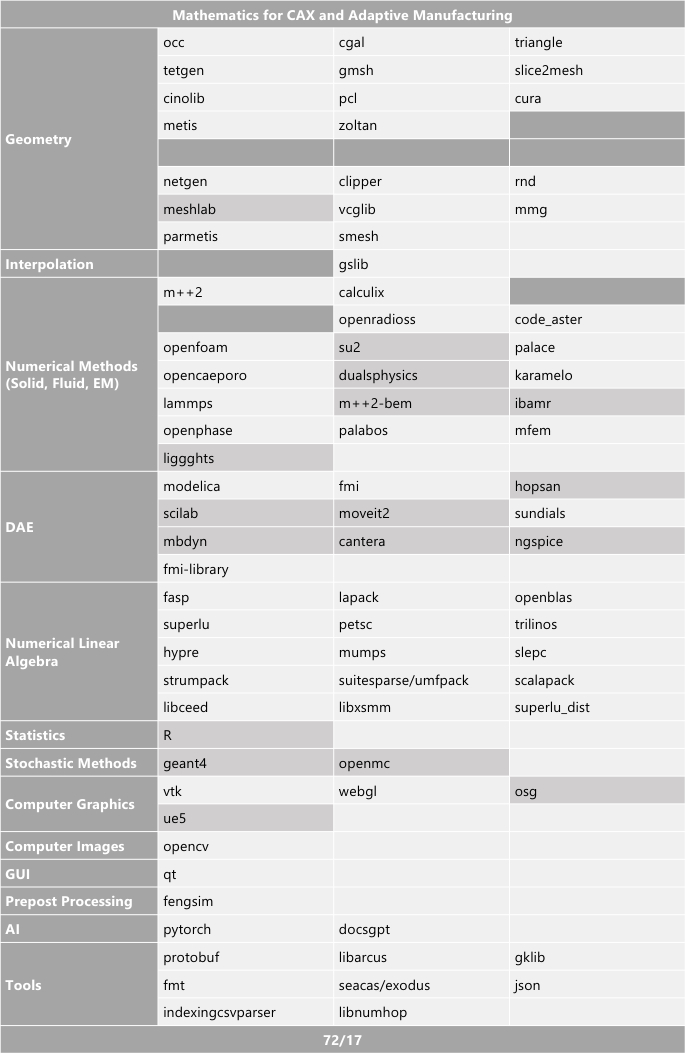 Mathematics for CAX and Adaptive Manufacturing
Geometry
occ cgal triangle
tetgen gmsh slice2mesh
cinolib pcl cura
metis zoltan
netgen clipper rnd
meshlab vcglib mmg
parmetis smesh
Interpolation
gslib
Numerical Methods
(Solid, Fluid, EM)
m++2 calculix
openradioss code_aster
openfoam su2 palace
opencaeporo dualsphysics karamelo
lammps m++2-bem ibamr
openphase palabos mfem
liggghts
DAE
modelica fmi hopsan
scilab moveit2 sundials
mbdyn cantera ngspice
fmi-library
Numerical Linear
Algebra
fasp lapack openblas
superlu petsc trilinos
hypre mumps slepc
strumpack suitesparse/umfpack scalapack
libceed libxsmm superlu_dist
Statistics
R
Stochastic Methods
geant4 openmc
Computer Graphics
vtk webgl osg
ue5
Computer Images
opencv
GUI
qt
Prepost Processing
fengsim
AI
pytorch docsgpt
Tools
protobuf libarcus gklib
fmt seacas/exodus json
indexingcsvparser libnumhop
72/17